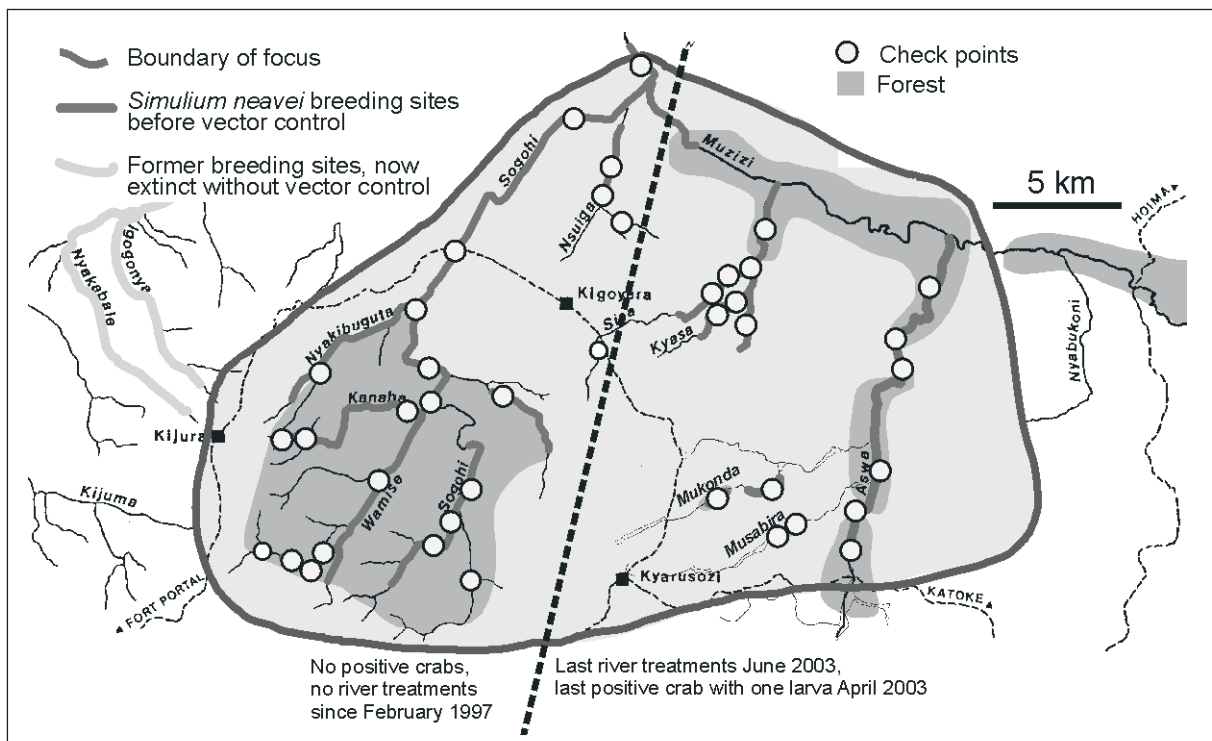 Boundary of focus
Simulium neavei breeding sites
before vector control
Former breeding sites, now
extinct without vector control
Check points
Forest
5 km
N
Muzizi
Sogohi
Nsuiga
HOIMA
Igogonya
Nyakabale
Kigoyera
Siga
Kyasa
Nyabukoni
Nyakibuguta
Kanaha
Kijura
Aswa
Mukonda
Sogohi
Wamise
Kijuma
Musabira
Kyarusozi
FORT PORTAL
KATOKE
No positive crabs,
no river treatments
since February 1997
Last river treatments June 2003,
last positive crab with one larva April 2003